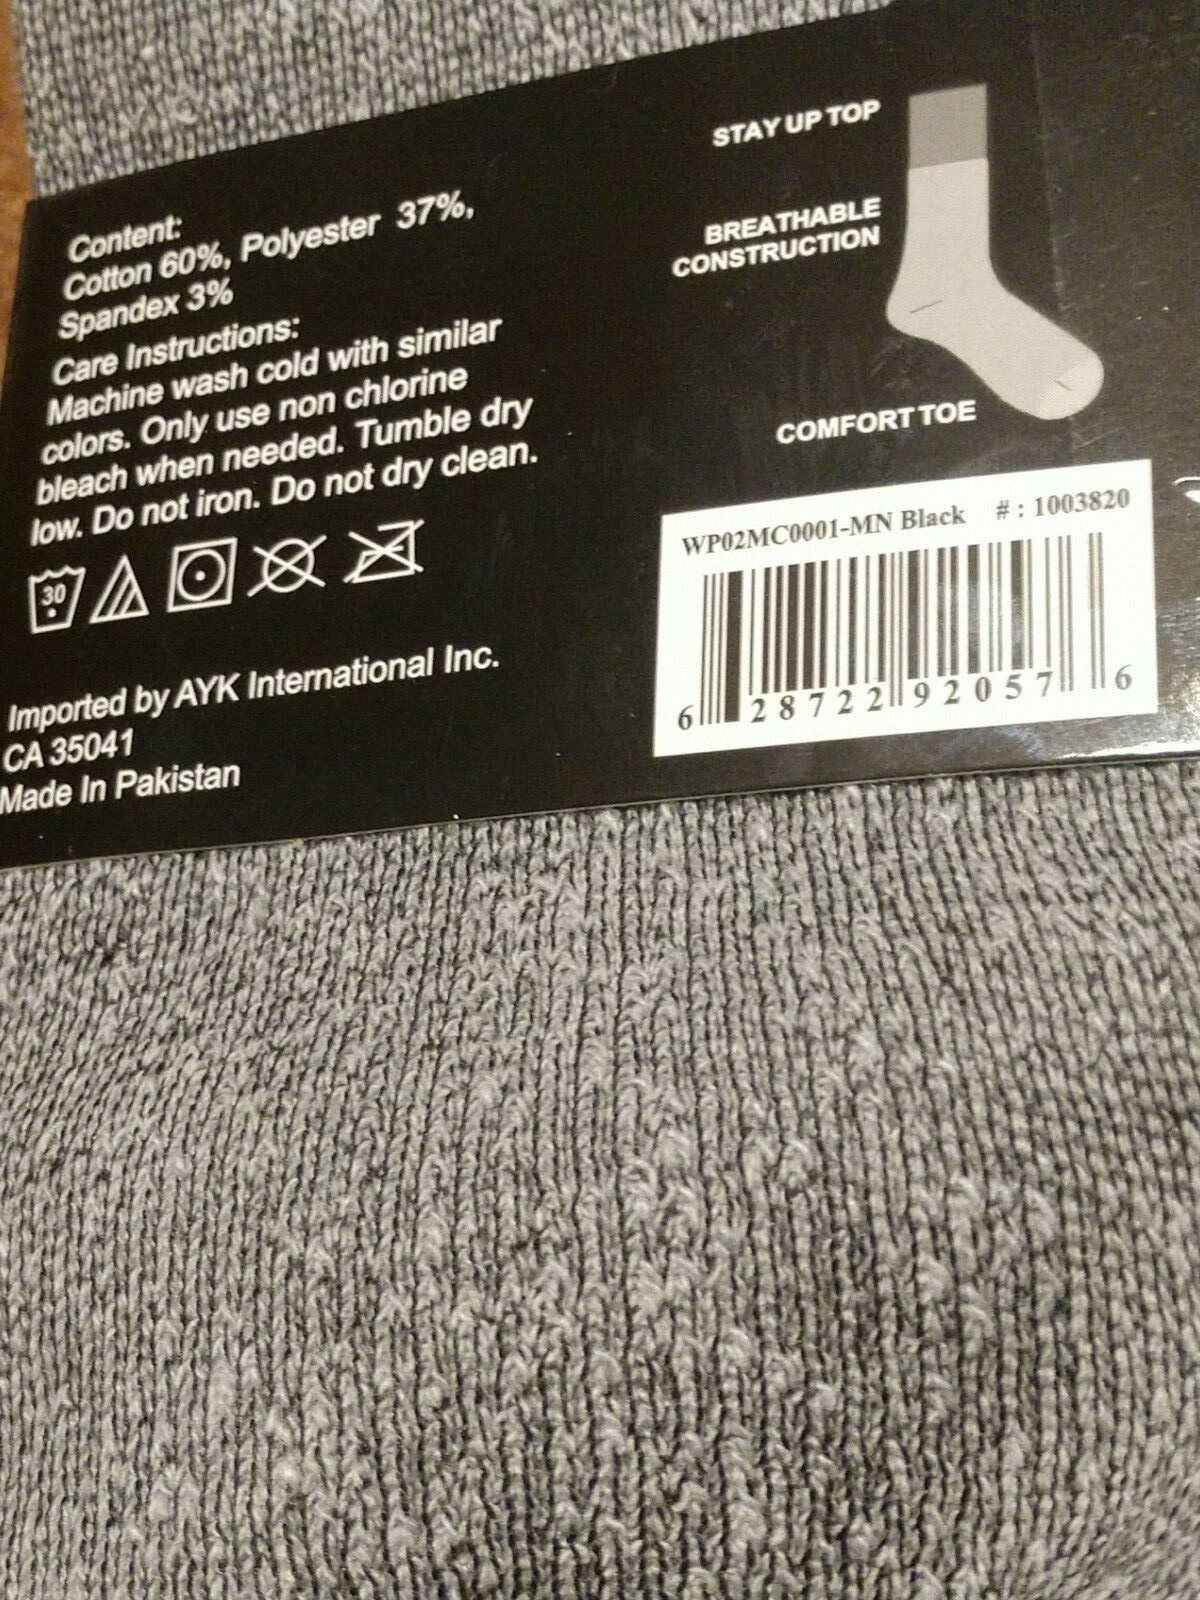 Content:
Cotton 60%, Polyester 37%,
Spandex 3%
Care Instructions:
Machine wash cold with similar
colors. Only use non chlorine
bleach when needed. Tumble dry
low. Do not iron. Do not dry clean.
30
Imported by AYK International Inc.
CA 35041
Made In Pakistan
STAY UP TOP
BREATHABLE
CONSTRUCTION
COMFORT TOE
WP02MC0001-MN Black # : 1003820
6 28722 92057 6